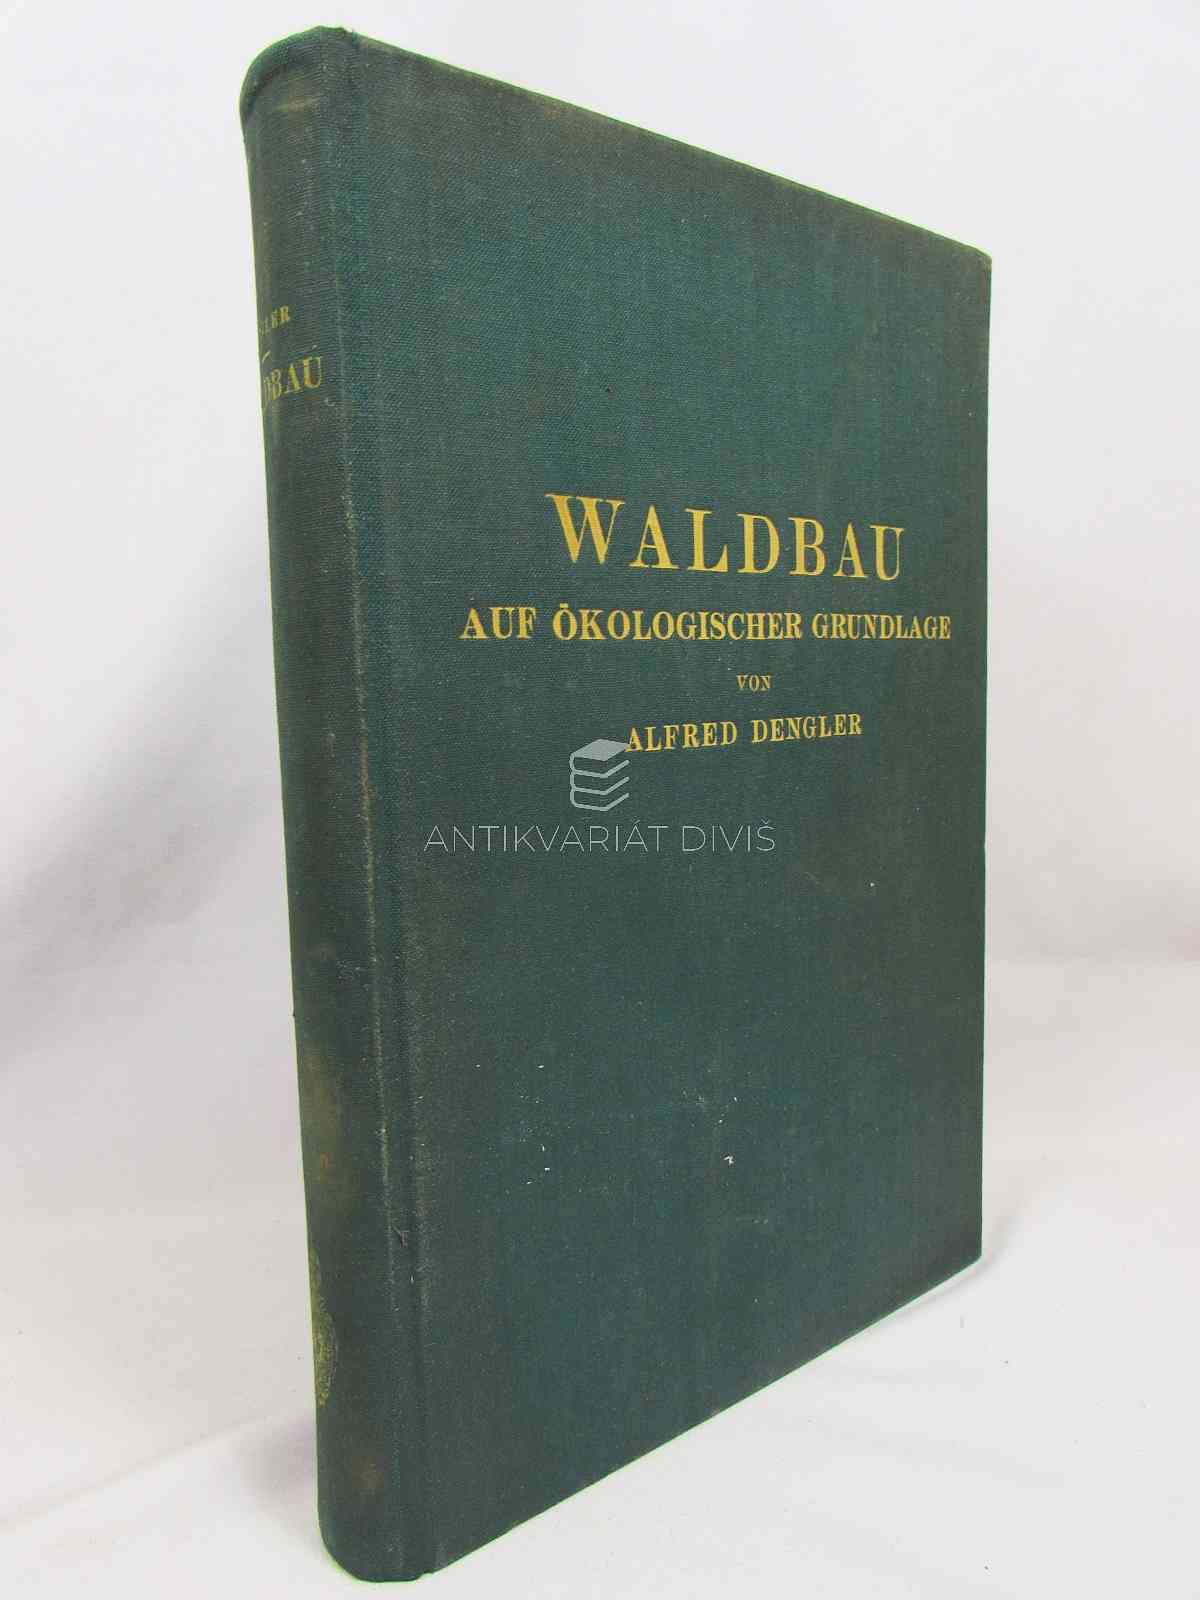 WALDBAU
AUF ÖKOLOGISCHER GRUNDLAGE
VON
ALFRED DENGLER
ANTIKVARIÁT DIVIŠ